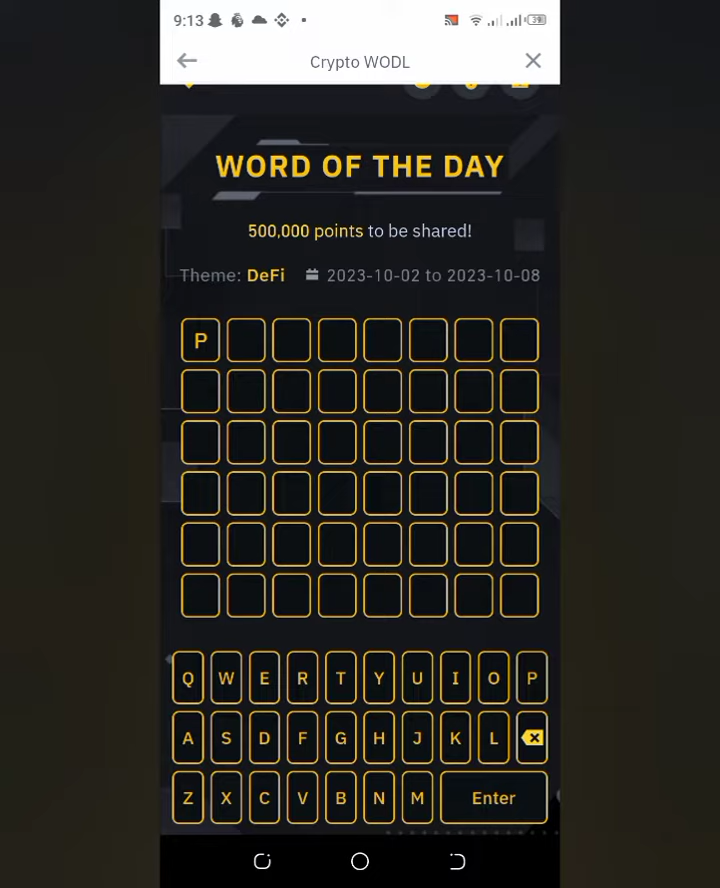 9:13
39
Crypto WODL
WORD OF THE DAY
500,000 points to be shared!
Theme: DeFi 2023-10-02 to 2023-10-08
P
Q W E R T Y U I O P
A S D F G H J K L
Z X C V B N M Enter